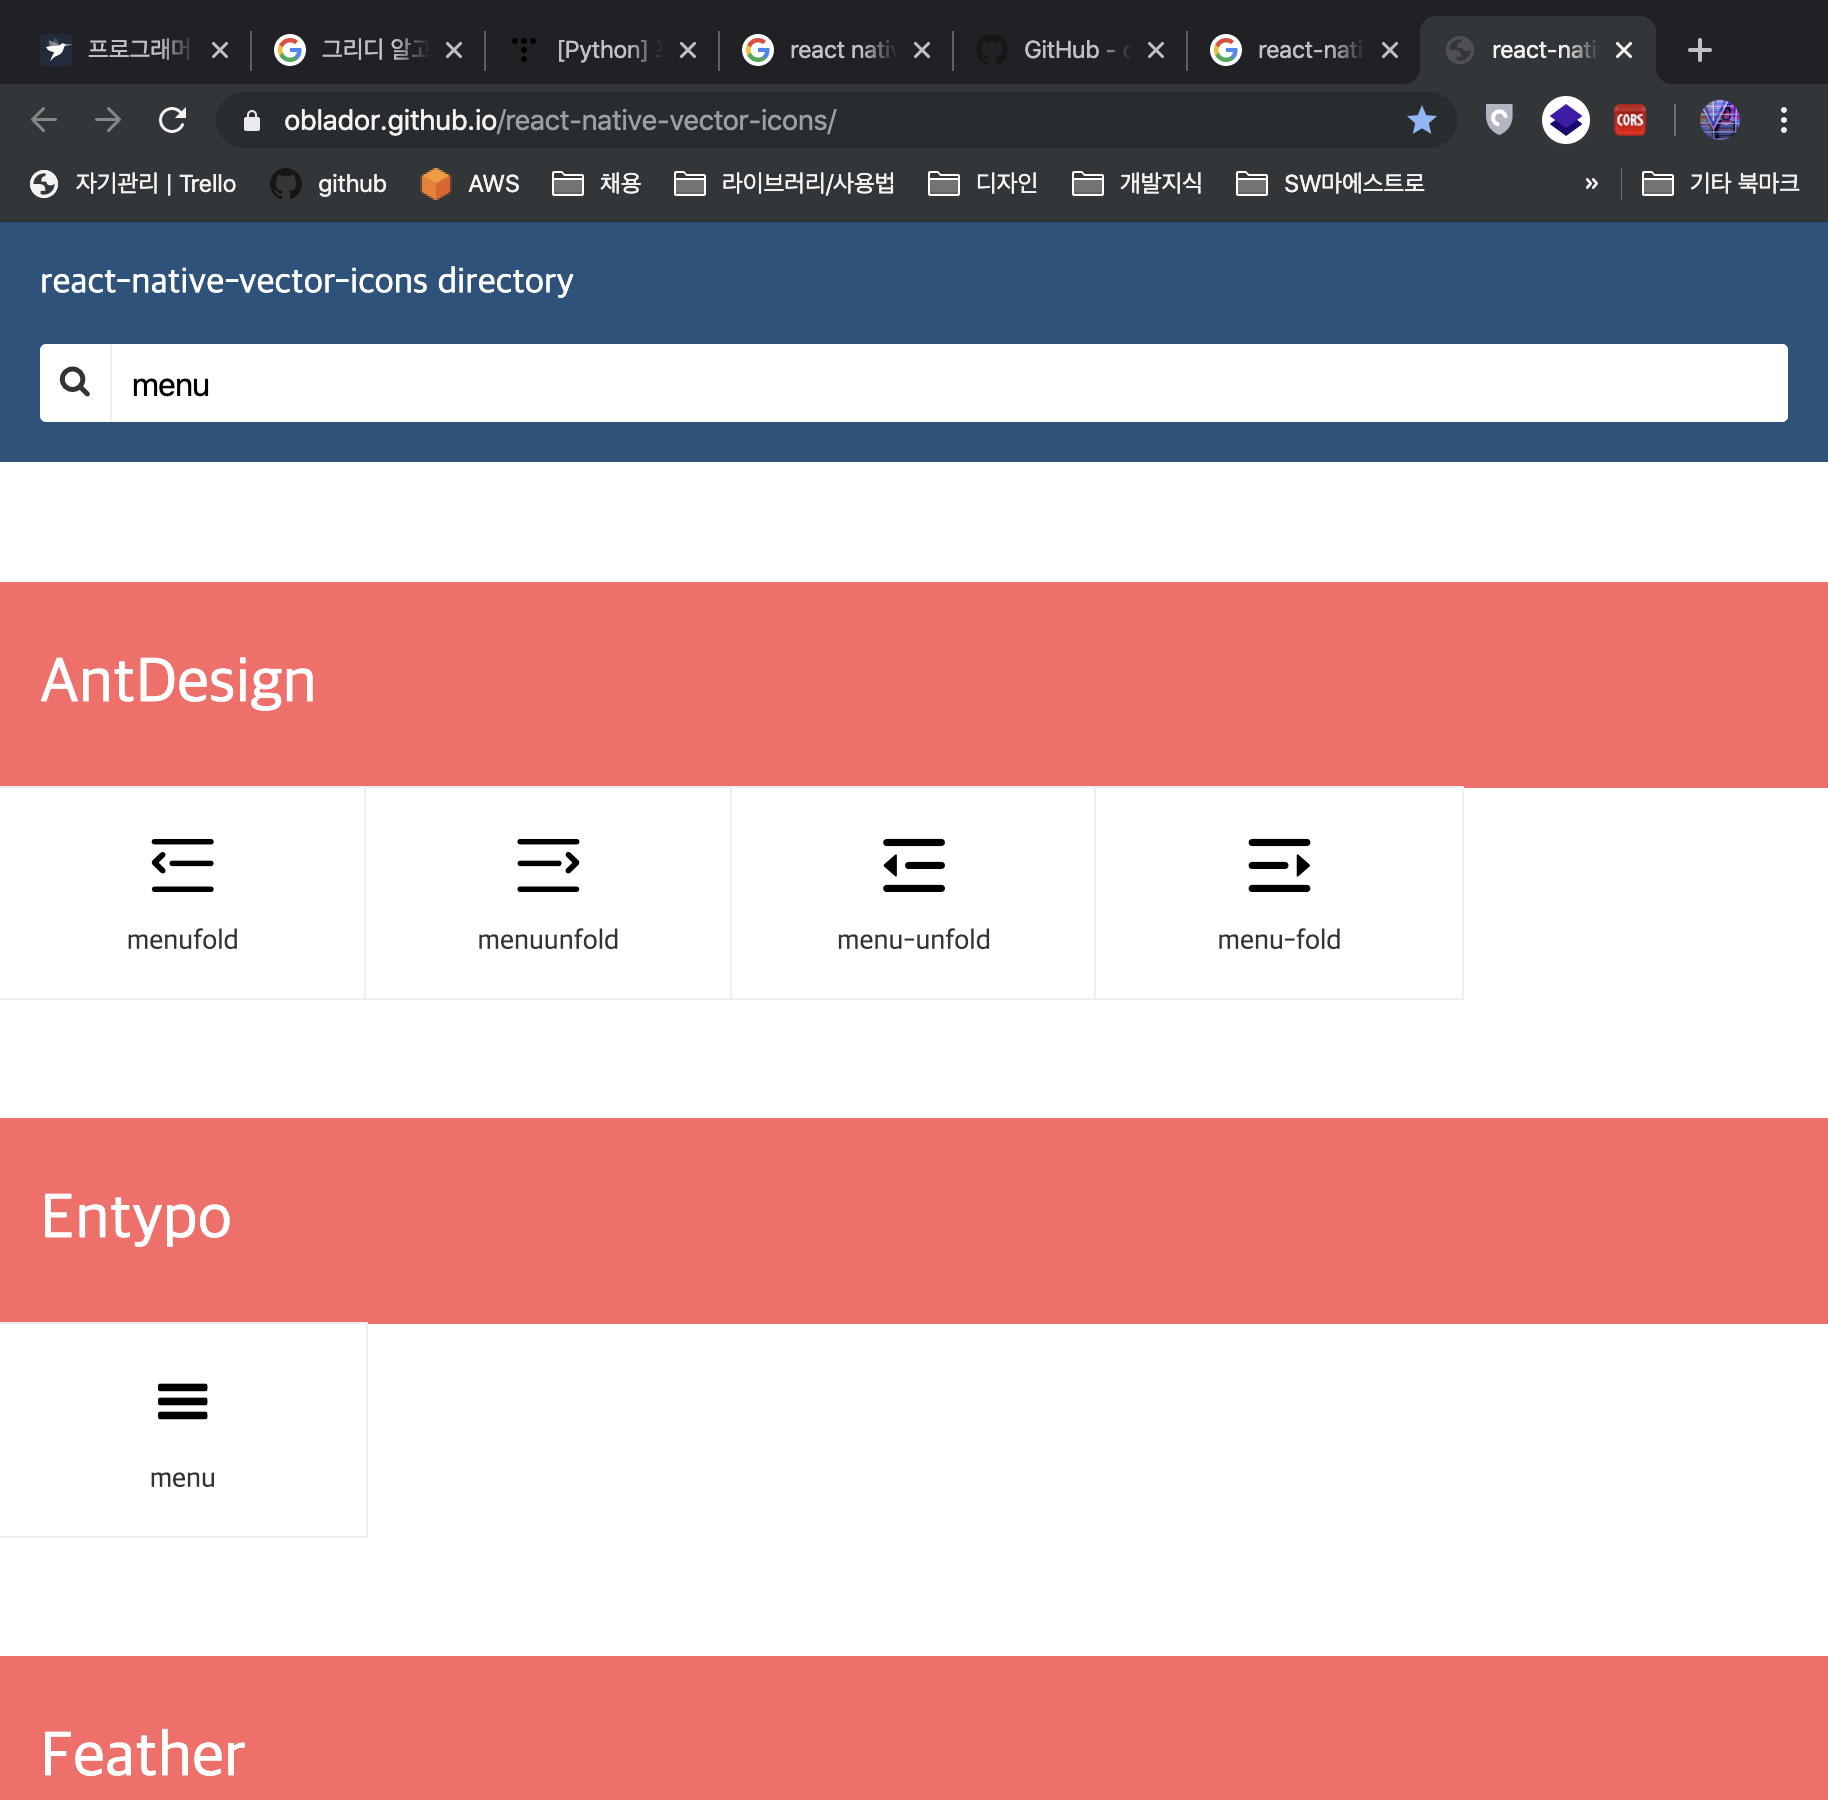 프로그래머
그리디 알고
[Python]
react nativ
GitHub -
react-nati
react-nati
oblador.github.io/react-native-vector-icons/
CORS
자기관리 | Trello
github
AWS
채용
라이브러리/사용법
디자인
개발지식
SW마에스트로
»
기타 북마크
react-native-vector-icons directory
menu
AntDesign
menufold
menuunfold
menu-unfold
menu-fold
Entypo
menu
Feather